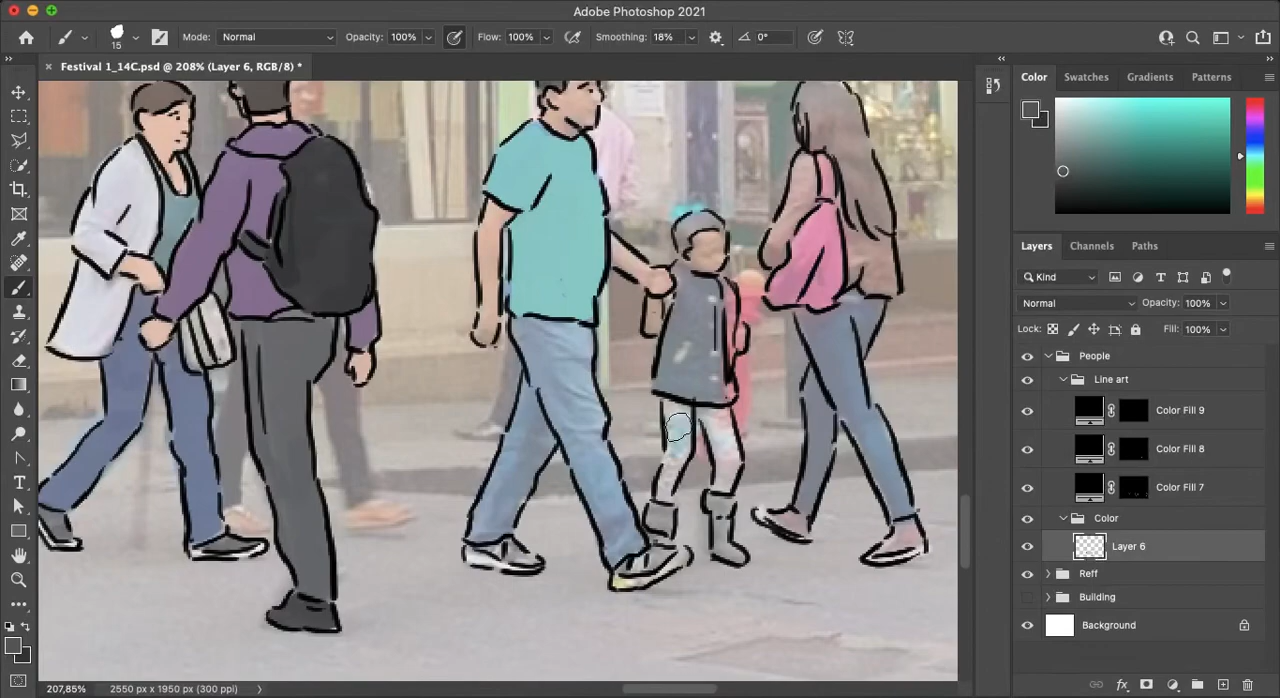 Adobe Photoshop 2021
15
Mode: Normal
Opacity: 100%
Flow: 100%
Smoothing: 18%
0°
Festival 1_14C.psd @ 208% (Layer 6, RGB/8) *
Color
Swatches
Gradients
Patterns
Layers
Channels
Paths
Kind
Normal
Opacity: 100%
Lock:
Fill: 100%
People
Line art
Color Fill 9
Color Fill 8
Color Fill 7
Color
Layer 6
Reff
Building
Background
fx
207,85%
2550 px x 1950 px (300 ppi)